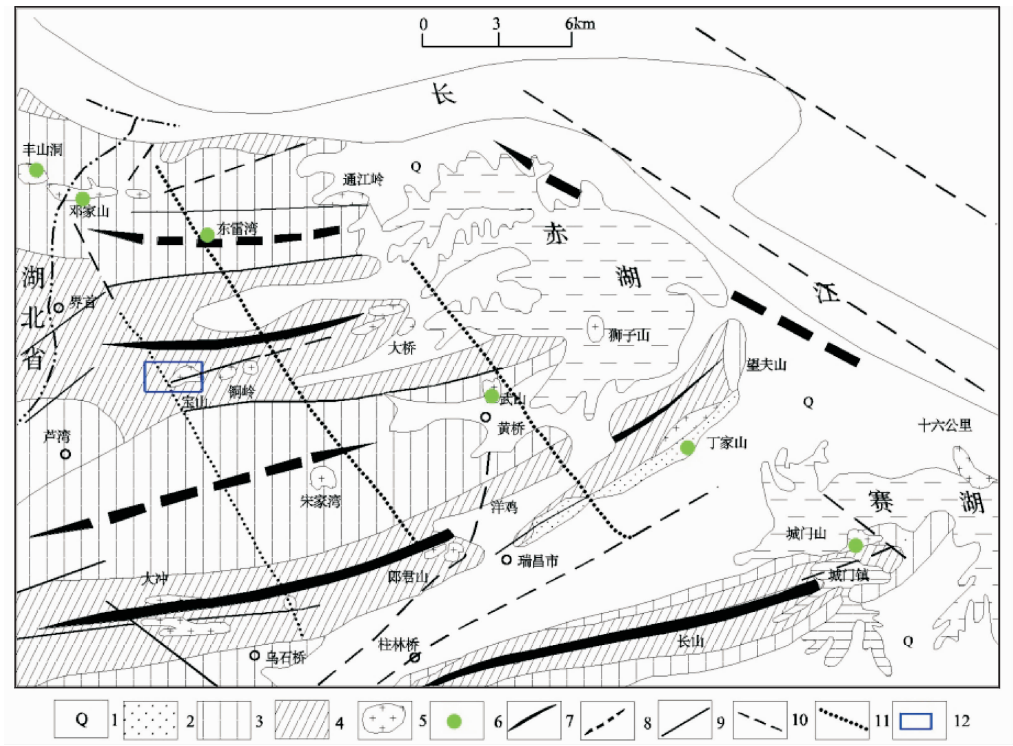 0 3 6km
长
丰山洞
通江岭
Q
邓家山
东雷湾
赤
湖
江
湖
北
省
界首
狮子山
大桥
望夫山
铜岭
宝山
武山
Q
黄桥
十六公里
芦湾
丁家山
朱家湾
洋鸡
赛 湖
城门山
瑞昌市
大冲
郎君山
城门镇
柱林桥
长山
Q
乌石桥
Q 1 2 3 4 5 6 7 8 9 10 11 12